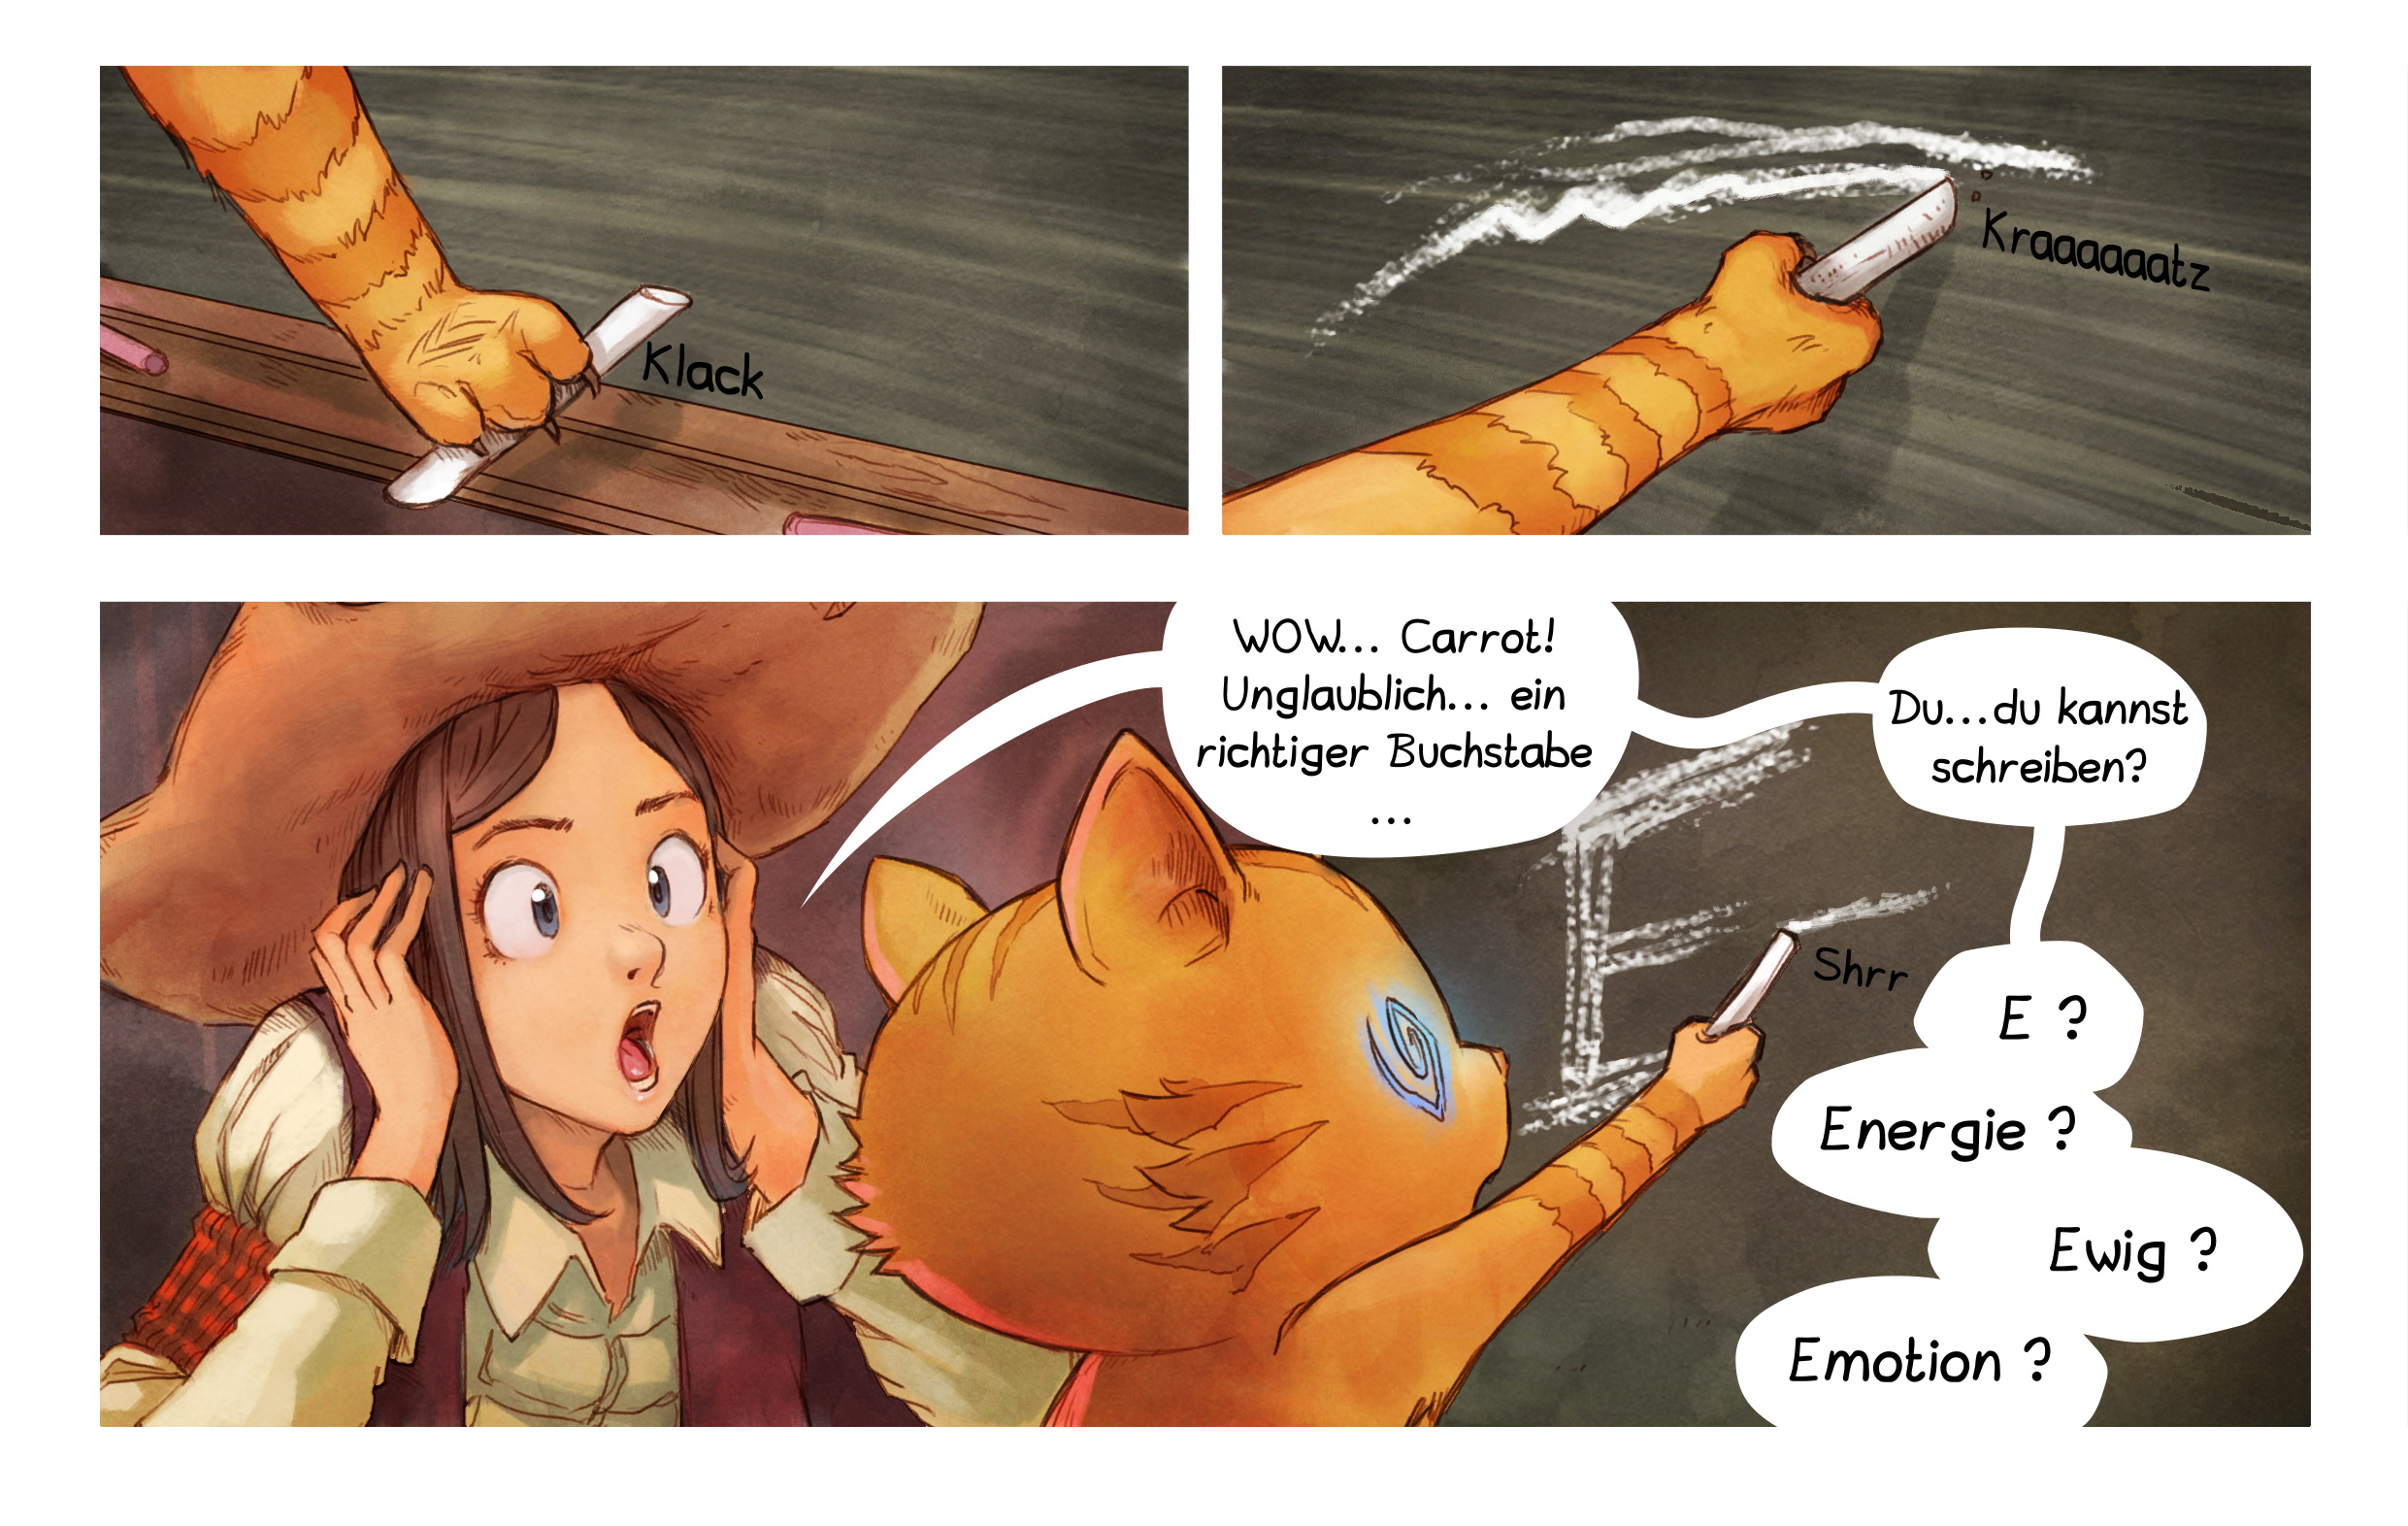 Klack
Kraaaaaatz
WOW... Carrot!
Unglaublich... ein
richtiger Buchstabe
...
Du...du kannst
schreiben?
E
Shrr
E ?
Energie ?
Ewig ?
Emotion ?